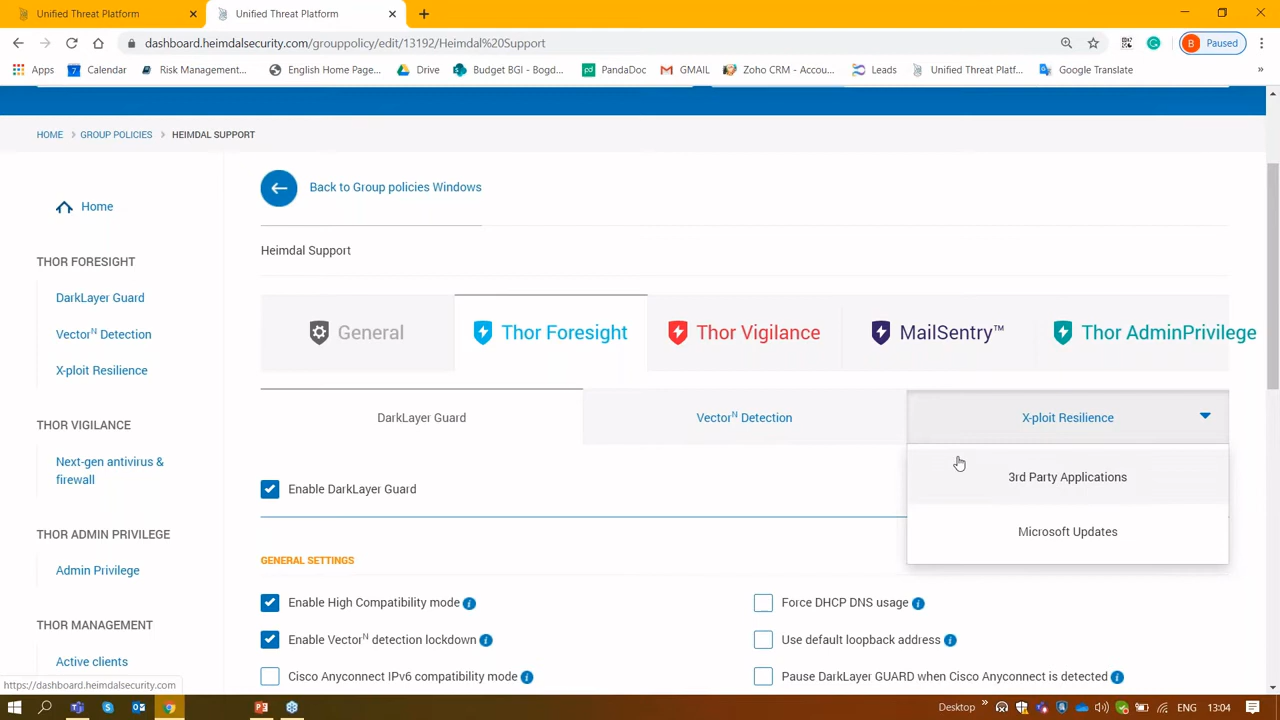 Unified Threat Platform
Unified Threat Platform
dashboard.heimdalsecurity.com/grouppolicy/edit/13192/Heimdal%20Support
B Paused
Apps
7 Calendar
Risk Management...
English Home Page...
Drive
Budget BGI - Bogd...
pd PandaDoc
GMAIL
Zoho CRM - Accou...
Leads
Unified Threat Platf...
Google Translate
»
HOME > GROUP POLICIES > HEIMDAL SUPPORT
Home
THOR FORESIGHT
DarkLayer Guard
VectorN Detection
X-ploit Resilience
THOR VIGILANCE
Next-gen antivirus &
firewall
THOR ADMIN PRIVILEGE
Admin Privilege
THOR MANAGEMENT
Active clients
Back to Group policies Windows
Heimdal Support
General
Thor Foresight
Thor Vigilance
MailSentry™
Thor AdminPrivilege
DarkLayer Guard
VectorN Detection
X-ploit Resilience
3rd Party Applications
Microsoft Updates
Enable DarkLayer Guard
GENERAL SETTINGS
Enable High Compatibility mode
Force DHCP DNS usage
Enable VectorN detection lockdown
Use default loopback address
Cisco Anyconnect IPv6 compatibility mode
Pause DarkLayer GUARD when Cisco Anyconnect is detected
https://dashboard.heimdalsecurity.com
Desktop » ENG 13:04